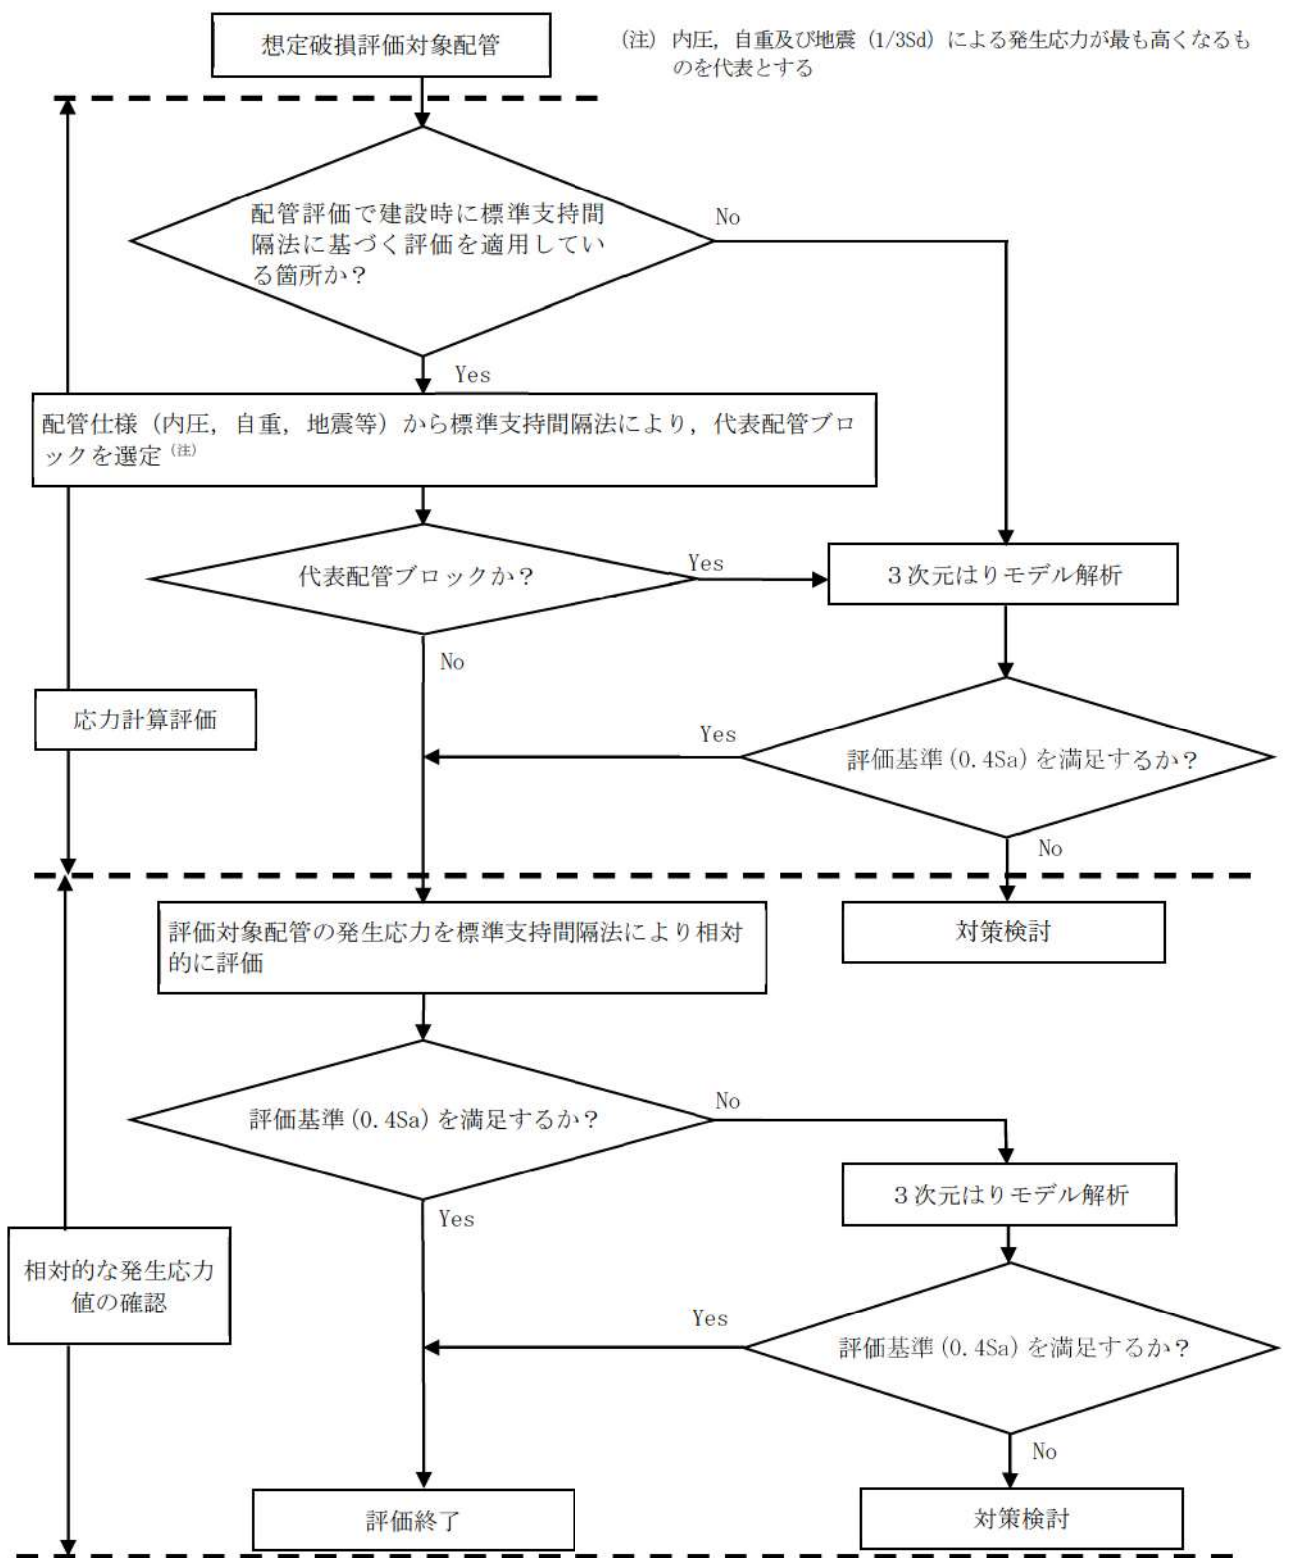 想定破損評価対象配管
(注) 内圧，自重及び地震（1/3Sd）による発生応力が最も高くなるも
のを代表とする
配管評価で建設時に標準支持間
隔法に基づく評価を適用してい
る箇所か？
No
Yes
配管仕様（内圧，自重，地震等）から標準支持間隔法により，代表配管ブロ
ックを選定（注）
代表配管ブロックか？
Yes
３次元はりモデル解析
No
応力計算評価
Yes
評価基準(0.4Sa)を満足するか？
No
評価対象配管の発生応力を標準支持間隔法により相対
的に評価
対策検討
評価基準(0.4Sa)を満足するか？
No
３次元はりモデル解析
Yes
相対的な発生応力
値の確認
Yes
評価基準(0.4Sa)を満足するか？
No
評価終了
対策検討